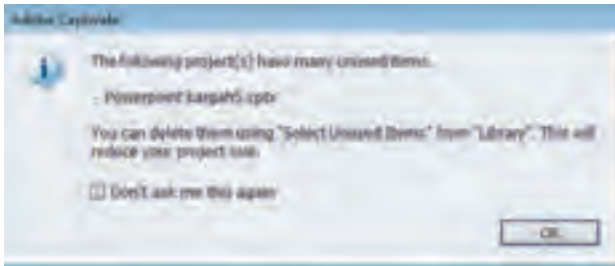 Adobe Captivate
The following project(s) have many unused items.
- Powerpoint kargah5.cptx
You can delete them using "Select Unused Items" from "Library". This will
reduce your project size.
Don't ask me this again
OK